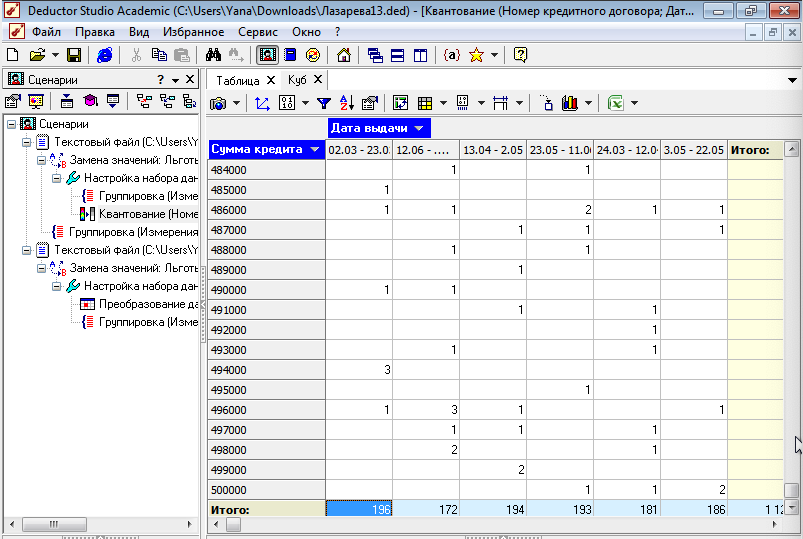 Deductor Studio Academic (C:\Users\Yana\Downloads\Лазарева13.ded) - [Квантование (Номер кредитного договора; Дат...
Файл Правка Вид Избранное Сервис Окно ?
Сценарии ?
Таблица Куб
Сценарии
Текстовый файл (C:\Users\Y
Замена значений: Льготь
Настройка набора дан
Группировка (Измере
Квантование (Номе
Группировка (Измерения
Текстовый файл (C:\Users\Y
Замена значений: Льготь
Настройка набора дан
Преобразование да
Группировка (Измере
Дата выдачи
Сумма кредита 02.03 - 23.0 12.06 - .... 13.04 - 2.05 23.05 - 11.06 24.03 - 12.04 3.05 - 22.05 Итого:
484000 1 1
485000 1
486000 1 1 2 1 1
487000 1 1 1
488000 1 1
489000 1
490000 1 1
491000 1 1
492000 1
493000 1 1
494000 3
495000 1
496000 1 3 1 1
497000 1 1 1
498000 2 1
499000 2
500000 1 1 2
Итого: 196 172 194 193 181 186 1 12